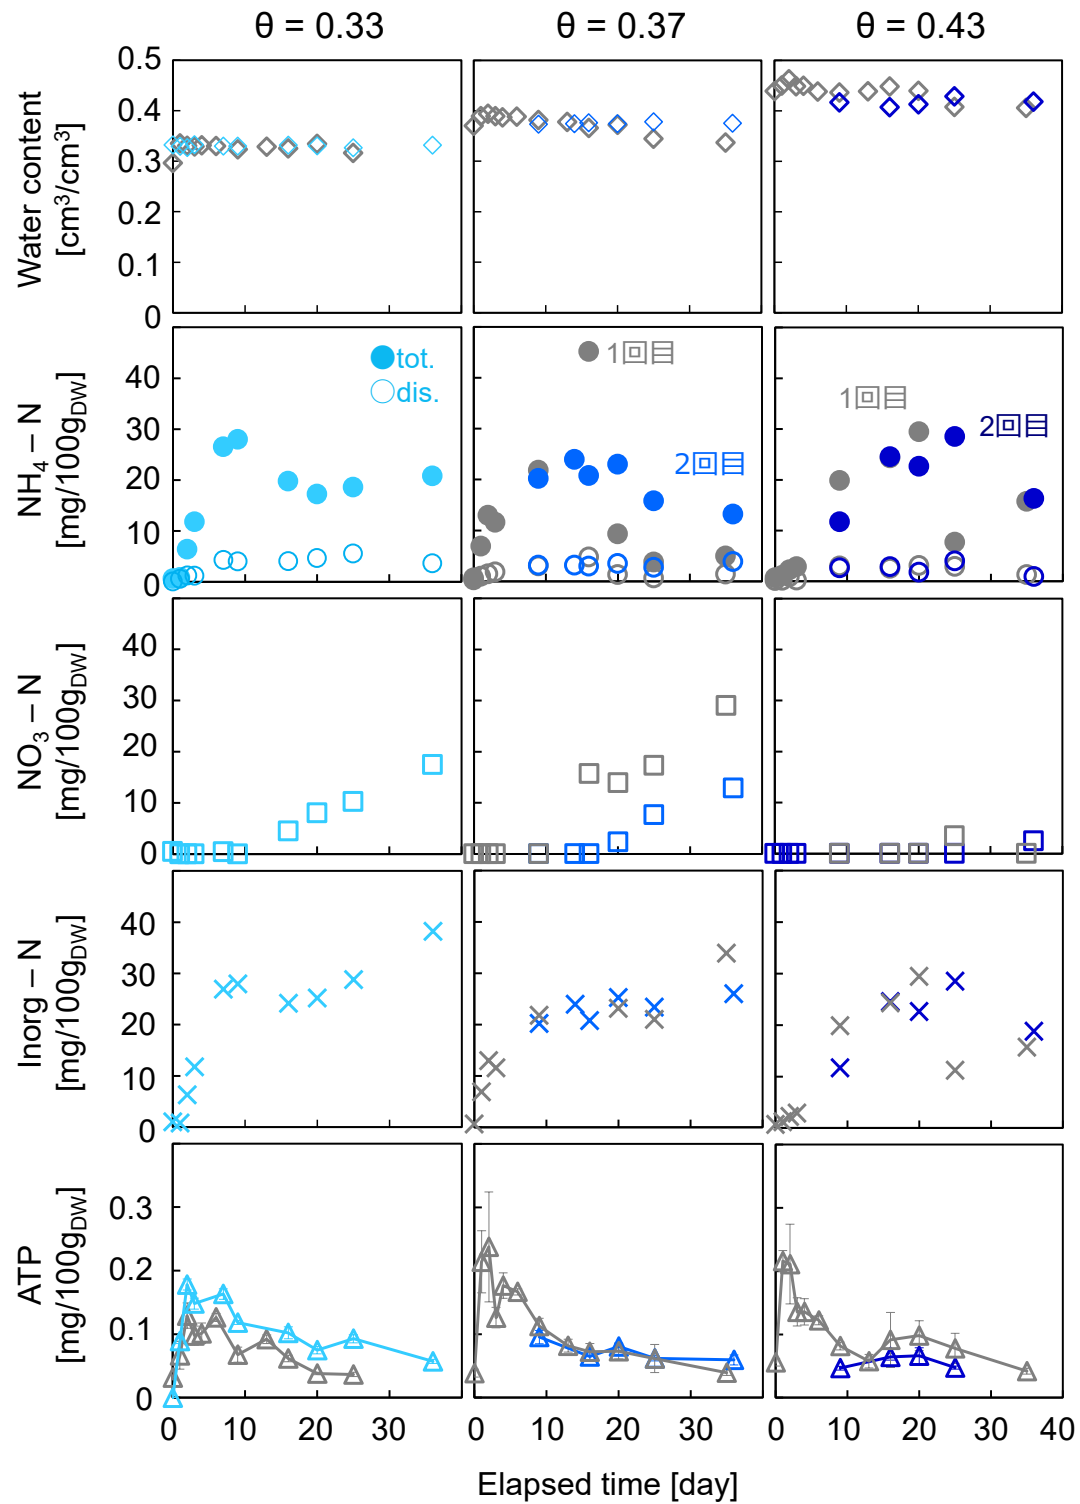 θ = 0.33
θ = 0.37
θ = 0.43
Water content
[cm³/cm³]
0.5
0.4
0.3
0.2
0.1
0
NH₄ – N
[mg/100g_DW]
40
30
20
10
0
tot.
dis.
1回目
2回目
1回目
2回目
NO₃ – N
[mg/100g_DW]
40
30
20
10
0
Inorg – N
[mg/100g_DW]
40
30
20
10
0
ATP
[mg/100g_DW]
0.3
0.2
0.1
0
0 10 20 30
0 10 20 30
0 10 20 30 40
Elapsed time [day]